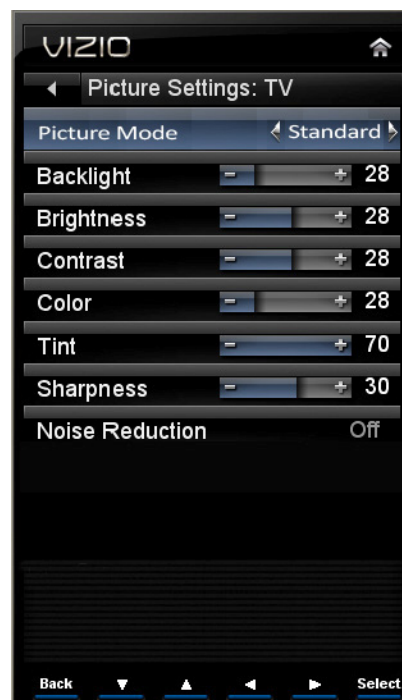 VIZIO
Picture Settings: TV
Picture Mode Standard
Backlight - + 28
Brightness - + 28
Contrast - + 28
Color - + 28
Tint - + 70
Sharpness - + 30
Noise Reduction Off
Back Select